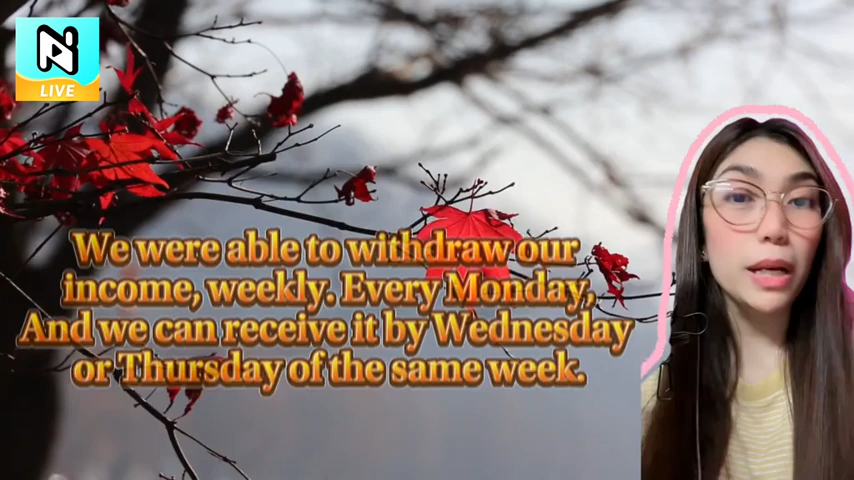 N
LIVE
We were able to withdraw our
income, weekly. Every Monday,
And we can receive it by Wednesday
or Thursday of the same week.